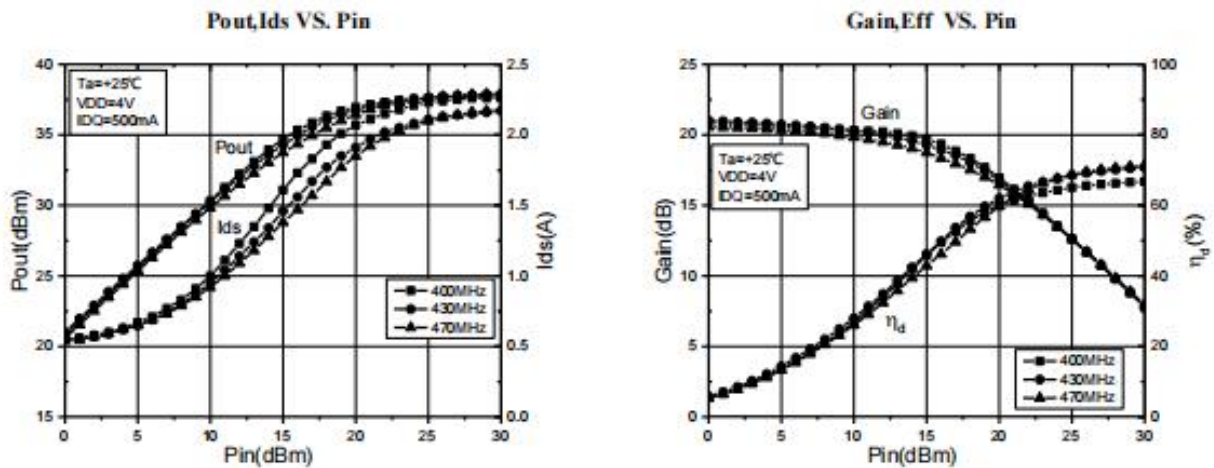 Pout,Ids VS. Pin
40
35
30
25
20
15
Pout(dBm)
Ta=+25℃
VDD=4V
IDQ=500mA
Pout
Ids
400MHz
430MHz
470MHz
2.5
2.0
1.5
1.0
0.5
0.0
Ids(A)
0 5 10 15 20 25 30
Pin(dBm)
Gain,Eff VS. Pin
25
20
15
10
5
0
Gain(dB)
Gain
Ta=+25℃
VDD=4V
IDQ=500mA
ηd
400MHz
430MHz
470MHz
100
80
60
40
20
0
ηd(%)
0 5 10 15 20 25 30
Pin(dBm)